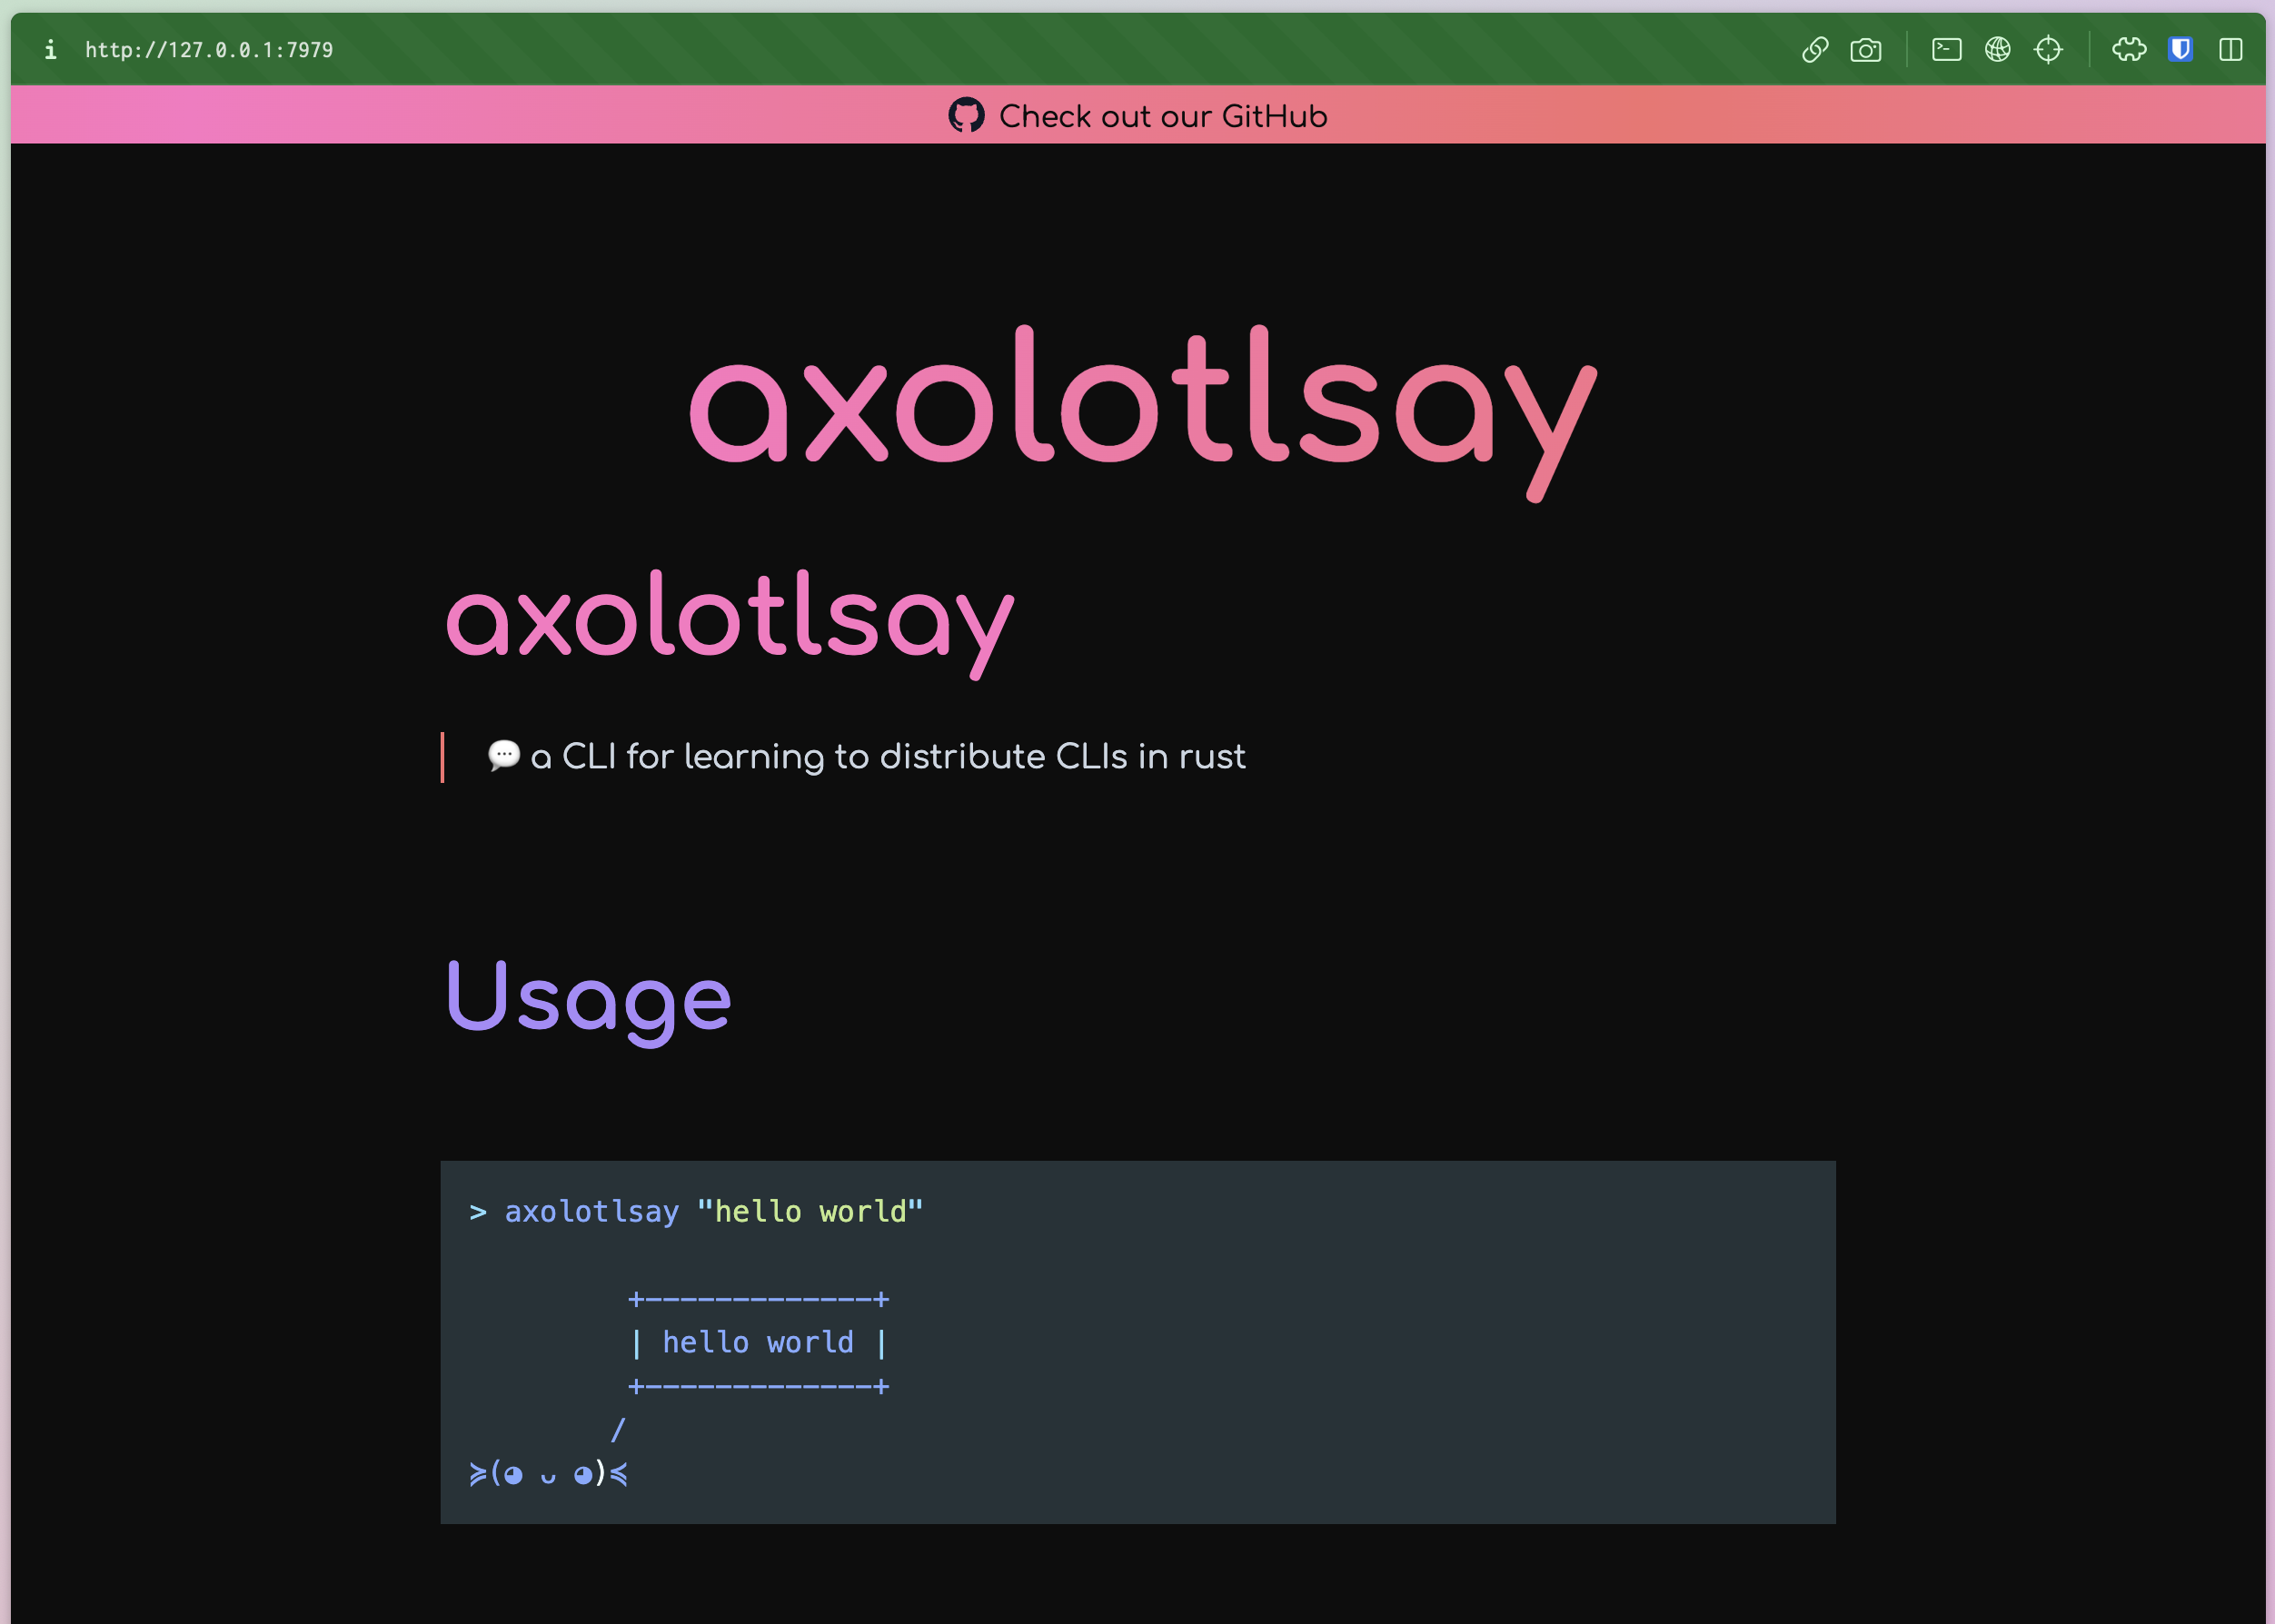 http://127.0.0.1:7979
Check out our GitHub
axolotlsay
axolotlsay
💬 a CLI for learning to distribute CLIs in rust
Usage
> axolotlsay "hello world"
+-------------+
| hello world |
+-------------+
/
≽(◕ ᴗ ◕)≼